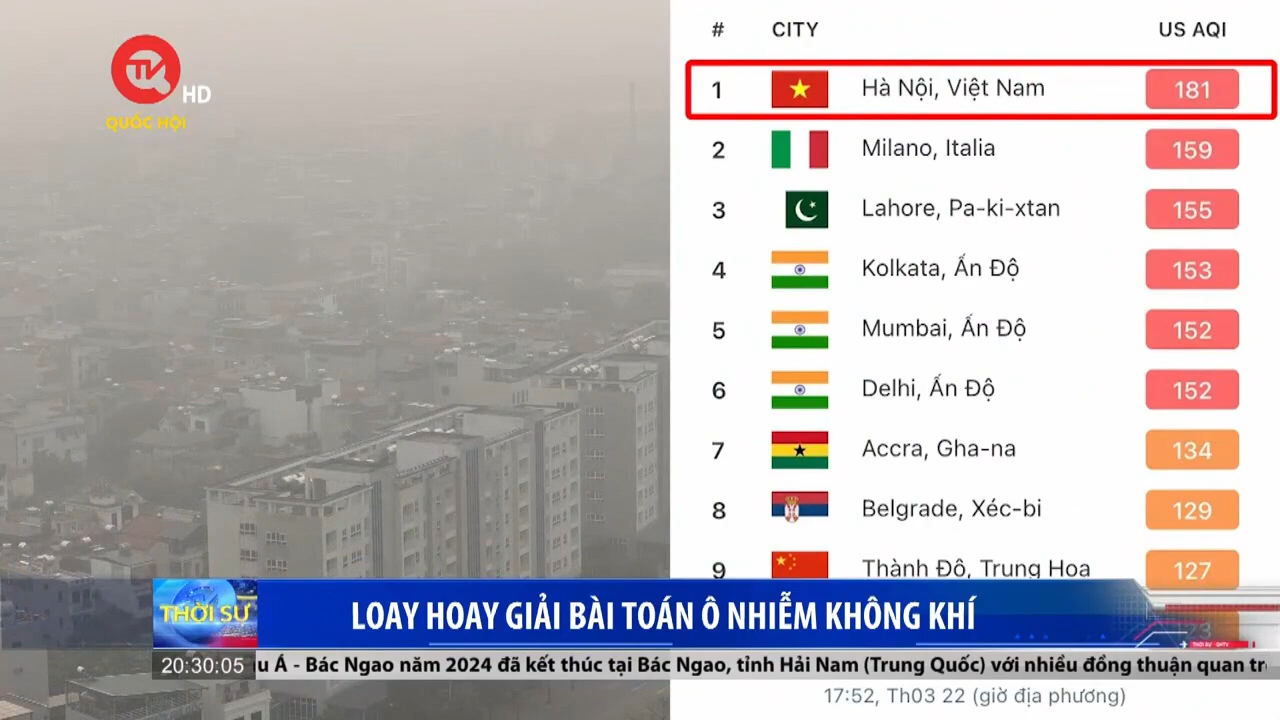 TV
HD
QUỐC HỘI
# CITY US AQI
1 Hà Nội, Việt Nam 181
2 Milano, Italia 159
3 Lahore, Pa-ki-xtan 155
4 Kolkata, Ấn Độ 153
5 Mumbai, Ấn Độ 152
6 Delhi, Ấn Độ 152
7 Accra, Gha-na 134
8 Belgrade, Xéc-bi 129
9 Thành Đô, Trung Hoa 127
THỜI SỰ
LOAY HOAY GIẢI BÀI TOÁN Ô NHIỄM KHÔNG KHÍ
20:30:05
Á - Bác Ngao năm 2024 đã kết thúc tại Bác Ngao, tỉnh Hải Nam (Trung Quốc) với nhiều đồng thuận quan
17:52, Th03 22 (giờ địa phương)